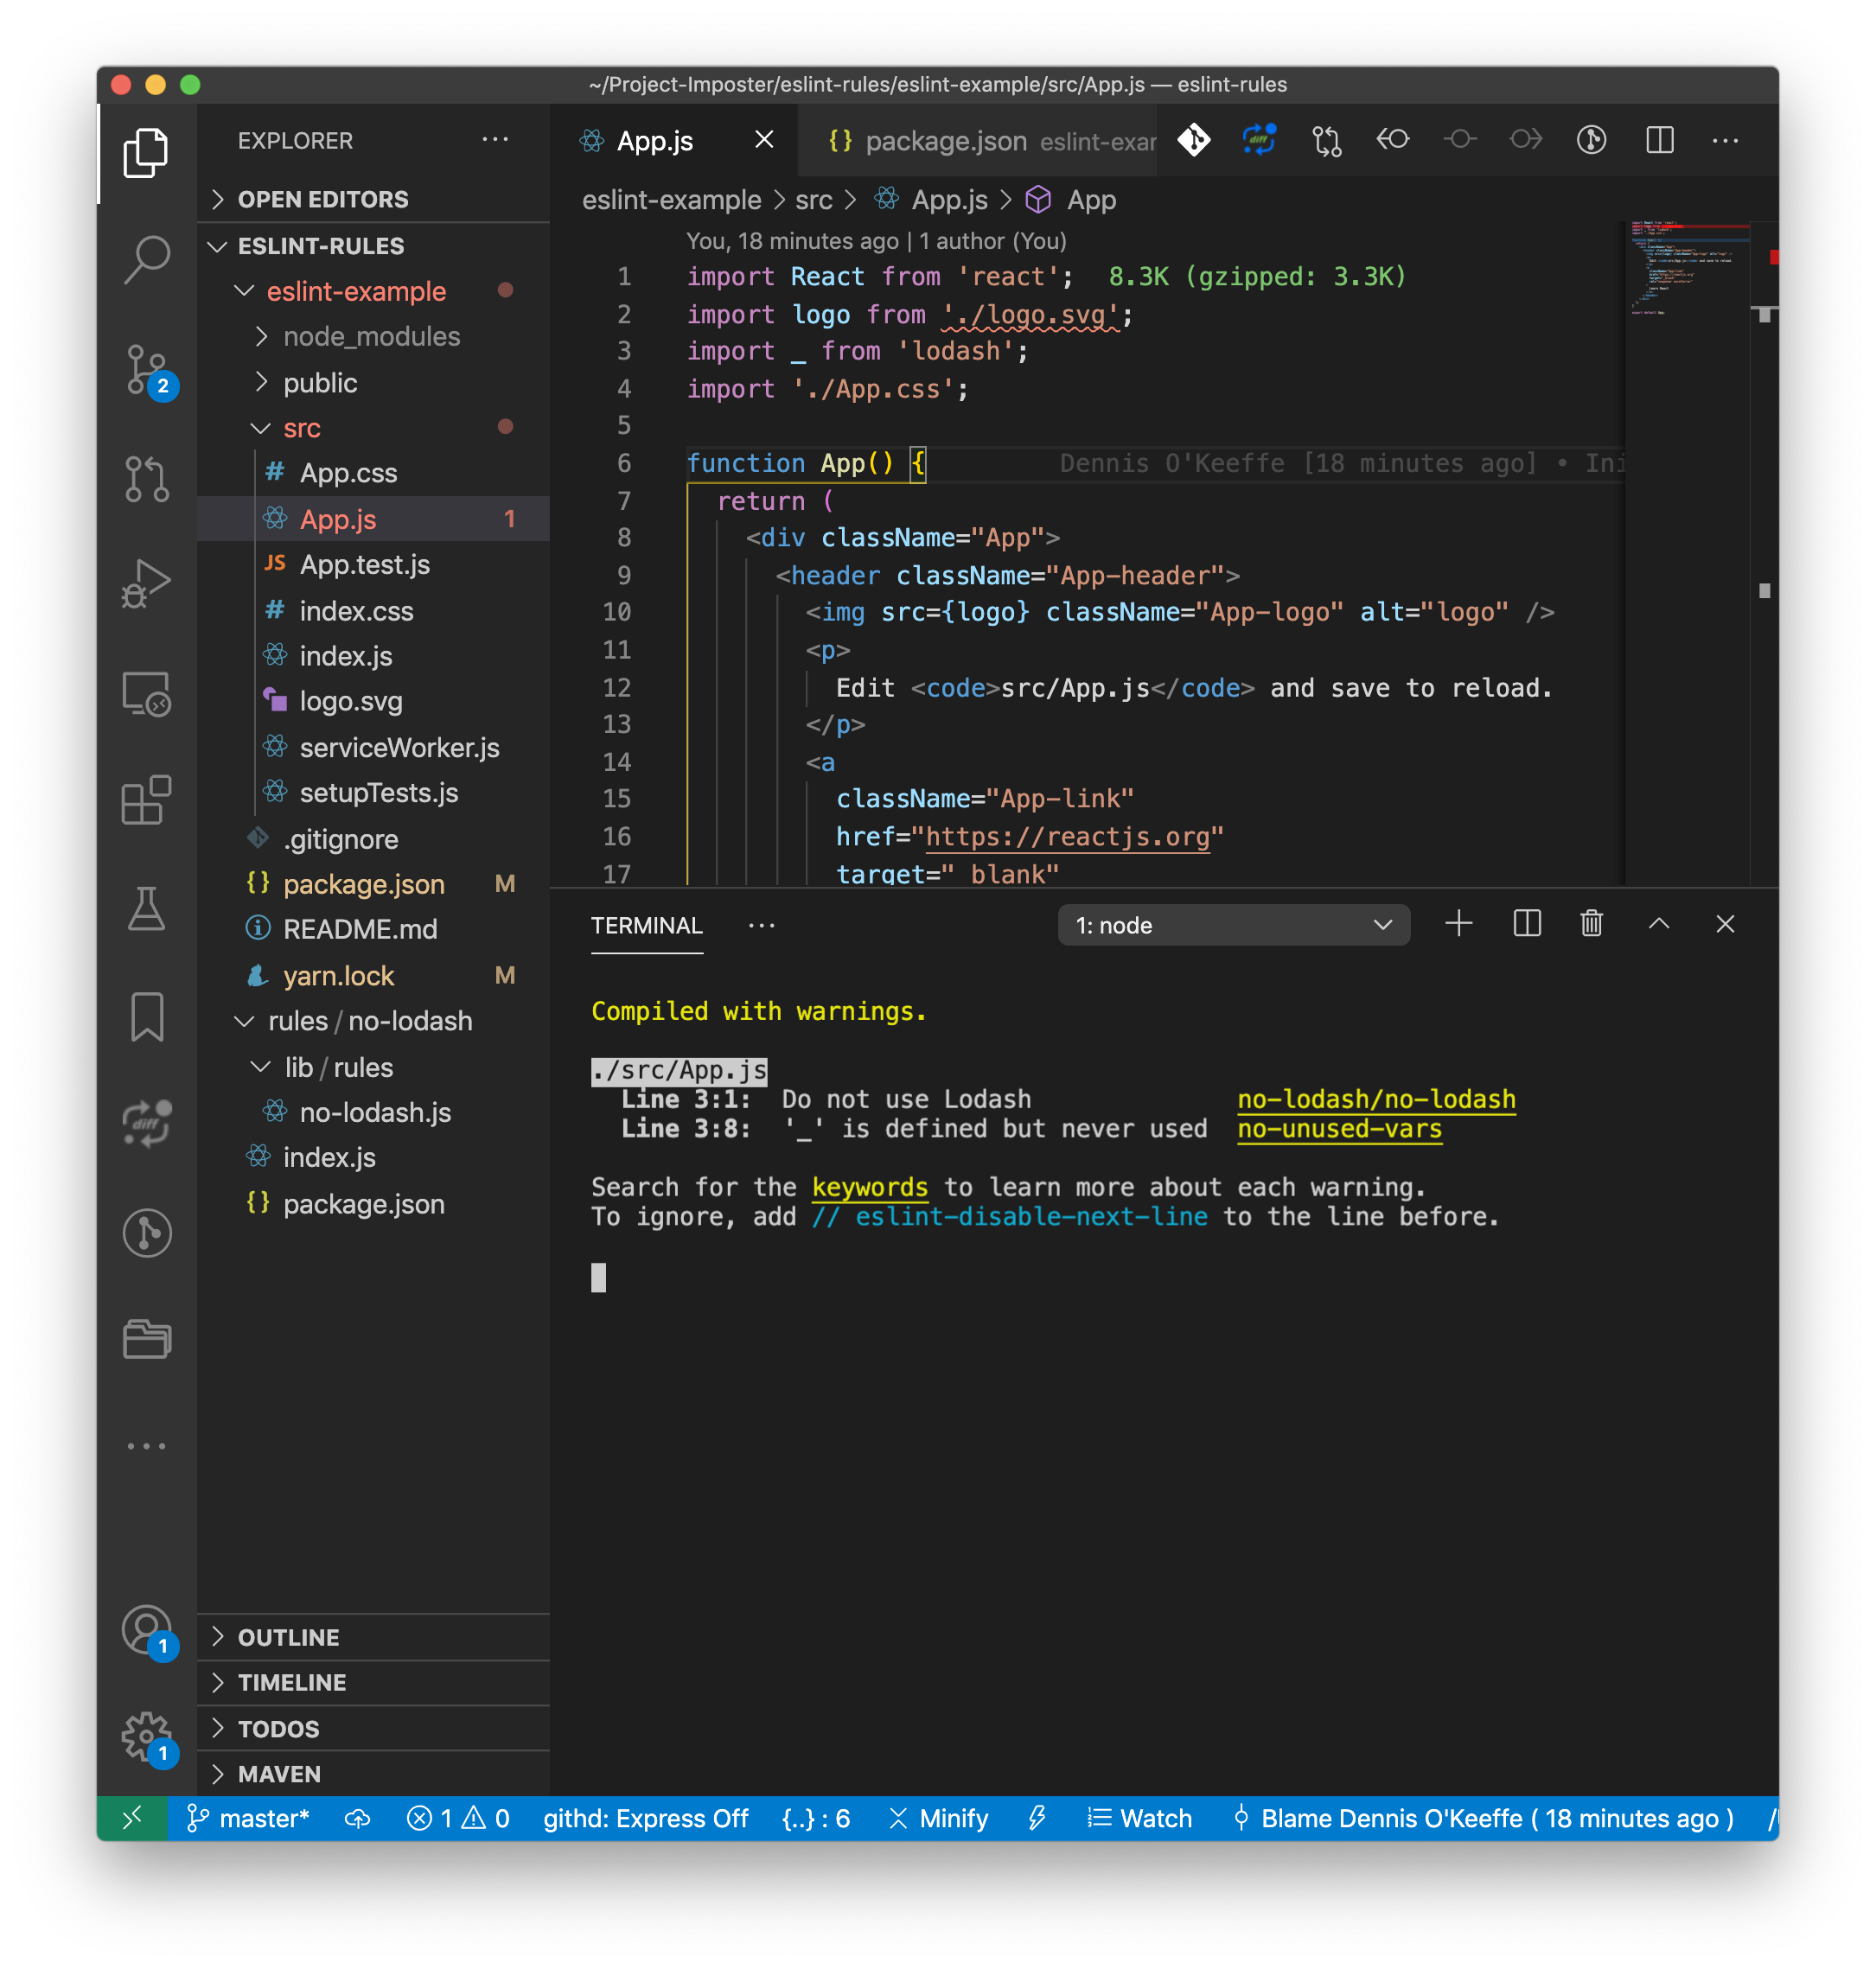 ~/Project-Imposter/eslint-rules/eslint-example/src/App.js — eslint-rules
EXPLORER
OPEN EDITORS
ESLINT-RULES
eslint-example
node_modules
public
src
App.css
App.js 1
App.test.js
index.css
index.js
logo.svg
serviceWorker.js
setupTests.js
.gitignore
package.json M
README.md
yarn.lock M
rules / no-lodash
lib / rules
no-lodash.js
index.js
package.json
OUTLINE
TIMELINE
TODOS
MAVEN
2
diff
1
1
App.js
package.json eslint-exar
diff
eslint-example > src > App.js > App
You, 18 minutes ago | 1 author (You)
1 import React from 'react'; 8.3K (gzipped: 3.3K)
2 import logo from './logo.svg';
3 import _ from 'lodash';
4 import './App.css';
5
6 function App() { Dennis O'Keeffe [18 minutes ago] • Ini
7 return (
8 <div className="App">
9 <header className="App-header">
10 <img src={logo} className="App-logo" alt="logo" />
11 <p>
12 Edit <code>src/App.js</code> and save to reload.
13 </p>
14 <a
15 className="App-link"
16 href="https://reactjs.org"
17 target="_blank"
TERMINAL
1: node
Compiled with warnings.
./src/App.js
Line 3:1: Do not use Lodash no-lodash/no-lodash
Line 3:8: '_' is defined but never used no-unused-vars
Search for the keywords to learn more about each warning.
To ignore, add // eslint-disable-next-line to the line before.
master* 1 0 githd: Express Off {..} : 6 Minify Watch Blame Dennis O'Keeffe ( 18 minutes ago )